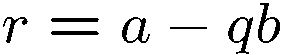 r = a − qb